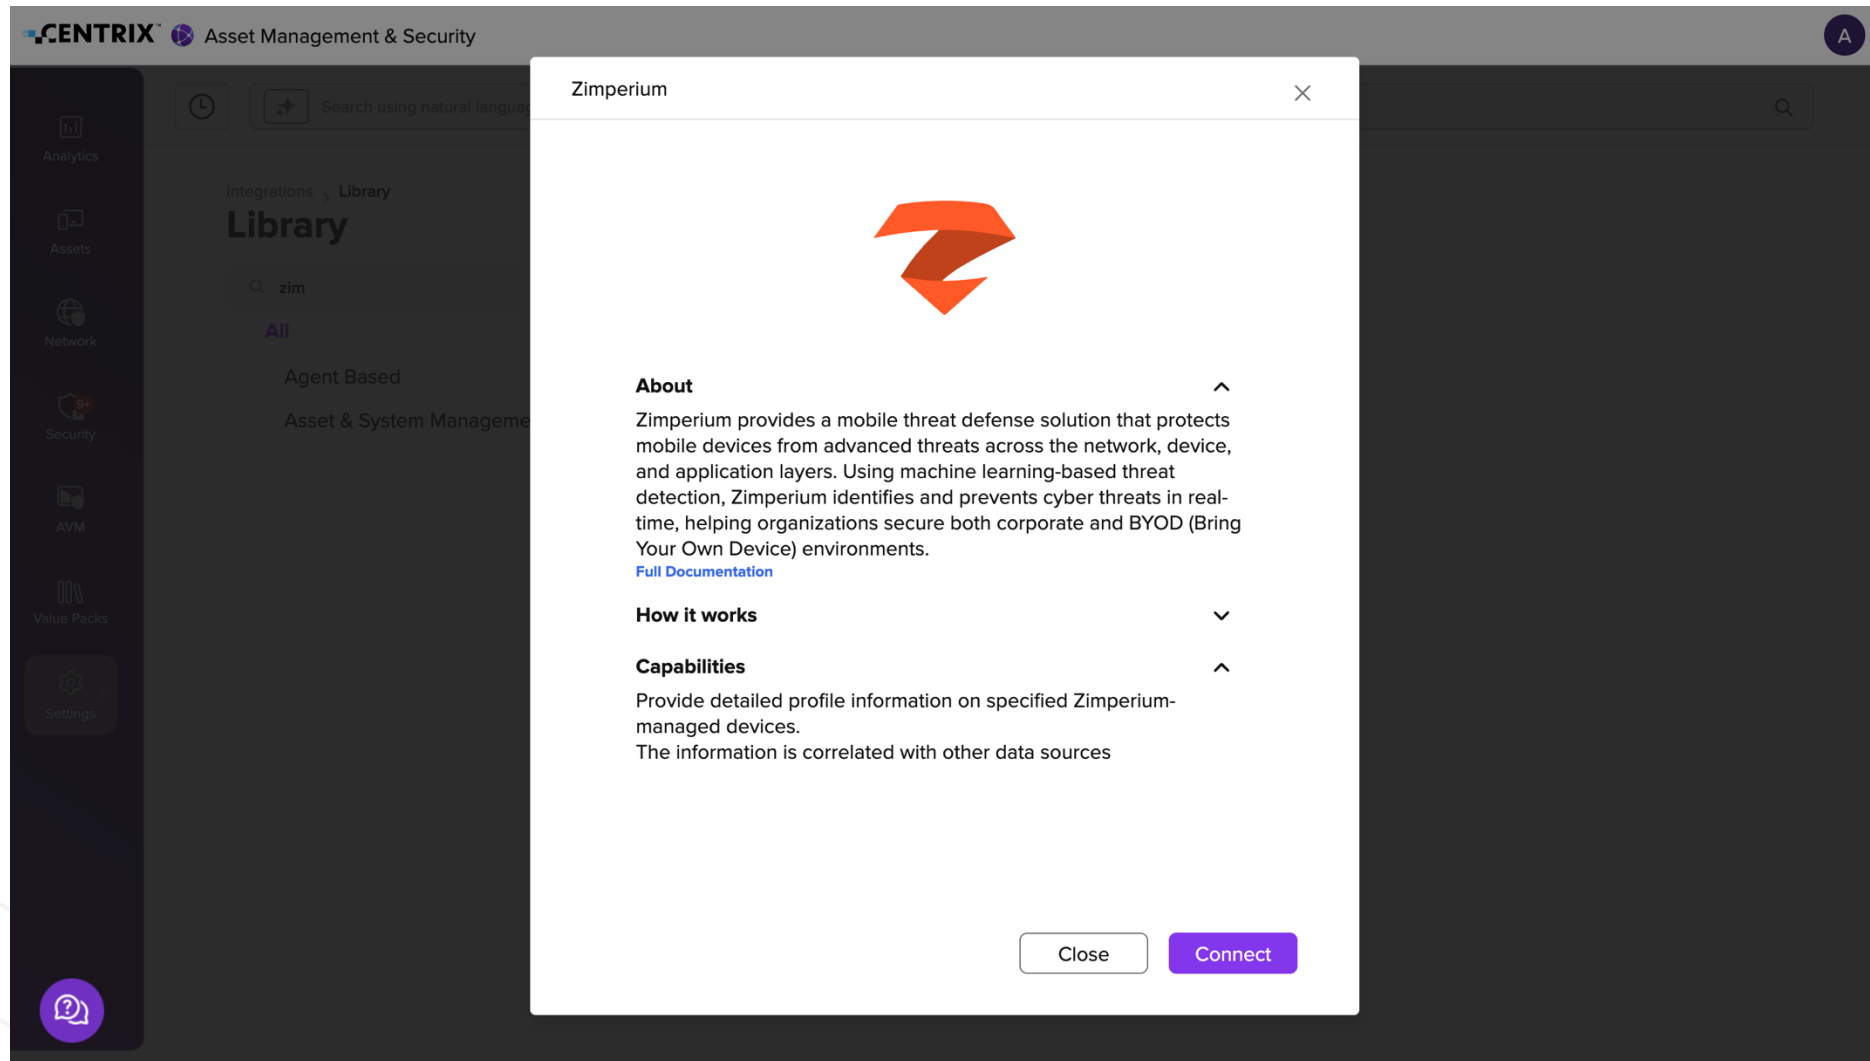 CENTRIX™ Asset Management & Security
A
Search using natural languag
Analytics
Assets
Network
9+
Security
AVM
Value Packs
Settings
Integrations > Library
Library
zim
All
Agent Based
Asset & System Manageme
Zimperium
About
Zimperium provides a mobile threat defense solution that protects
mobile devices from advanced threats across the network, device,
and application layers. Using machine learning-based threat
detection, Zimperium identifies and prevents cyber threats in real-
time, helping organizations secure both corporate and BYOD (Bring
Your Own Device) environments.
Full Documentation
How it works
Capabilities
Provide detailed profile information on specified Zimperium-
managed devices.
The information is correlated with other data sources
Close
Connect